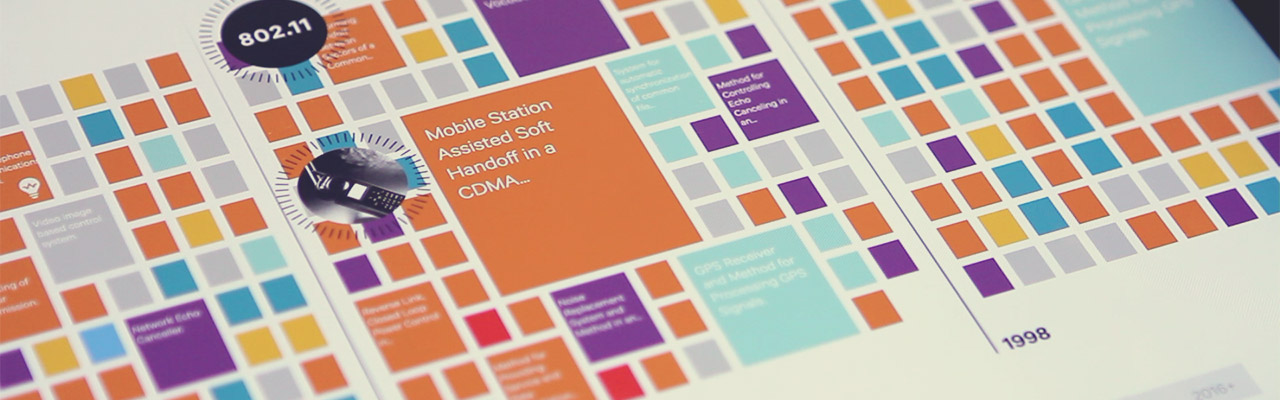 802.11
Common...
Mobile Station
Assisted Soft
Handoff in a
CDMA...
System for
automatic
synchronization
of common
Method for
Controlling
Echo
Canceling in
an...
Video image
based control
system.
Network Echo
Canceller.
Reverse Link,
Closed Loop
Power Control
Noise
Replacement
System and
Method in an...
GPS Receiver
and Method for
Processing GPS
Signals.
Method for
Processing GPS
Signals.
1998
2016+